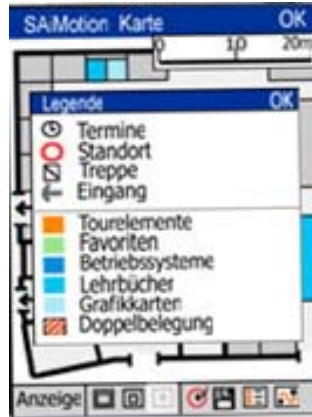 SAiMotion Karte OK
0 10 20m
Legende OK
Termine
Standort
Treppe
Eingang
Tourelemente
Favoriten
Betriebssysteme
Lehrbücher
Grafikkarten
Doppelbelegung
Anzeige